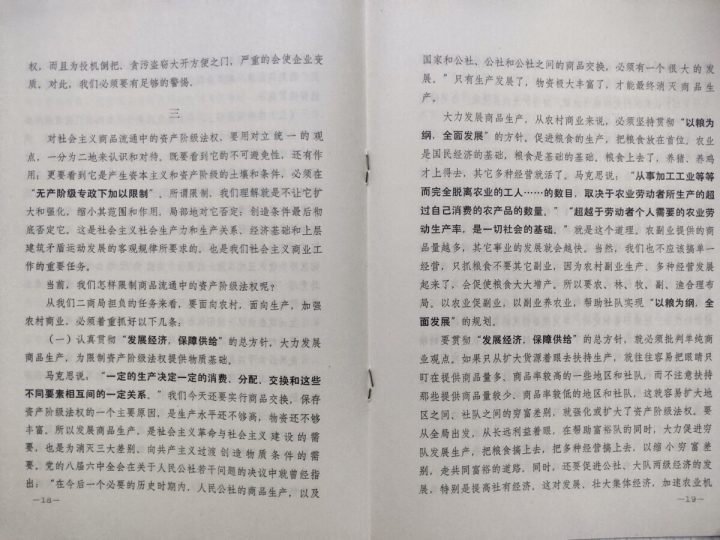 权，而且为投机倒把、贪污盗窃大开方便之门，严重的会使企业变
质。对此，我们必须要有足够的警惕。
三
对社会主义商品流通中的资产阶级法权，要用对立统一的观
点，一分为二地来认识和对待。既要看到它的不可避免性，还有作
用；更要看到它是产生资本主义和资产阶级的土壤和条件，必须在
“无产阶级专政下加以限制”。所谓限制，我们理解就是不让它扩
大和强化，缩小其范围和作用，局部地对它否定；创造条件最后彻
底否定它。这是社会主义社会生产力和生产关系、经济基础和上层
建筑矛盾运动发展的客观规律所要求的，也是我们社会主义商业工
作的重要任务。
当前，我们怎样限制商品流通中的资产阶级法权呢？
从我们二商局担负的任务来看，要面向农村，面向生产，加强
农村商业，必须着重抓好以下几条：
（一）认真贯彻“发展经济，保障供给”的总方针，大力发展
商品生产，为限制资产阶级法权提供物质基础。
马克思说：“一定的生产决定一定的消费、分配、交换和这些
不同要素相互间的一定关系。”我们今天还要实行商品交换，保存
资产阶级法权的一个主要原因，是生产水平还不够高，物资还不够
丰富。所以发展商品生产，是社会主义革命与社会主义建设的需
要，也是为消灭三大差别、向共产主义过渡创造物质条件的需
要。党的八届六中全会在关于人民公社若干问题的决议中就曾经指
出：“在今后一个必要的历史时期内，人民公社的商品生产，以及
—18—
国家和公社、公社和公社之间的商品交换，必须有一个很大的发
展。”只有生产发展了，物资极大丰富了，才能最终消灭商品生
产。
大力发展商品生产，从农村商业来说，必须坚持贯彻“以粮为
纲，全面发展”的方针。促进粮食的生产，把粮食放在首位。农业
是国民经济的基础，粮食是基础的基础。粮食上去了，养猪、养鸡
才上得去，其它多种经营就活了。马克思说：“从事加工工业等等
而完全脱离农业的工人……的数目，取决于农业劳动者所生产的超
过自己消费的农产品的数量。”“超越于劳动者个人需要的农业劳
动生产率，是一切社会的基础。”就是这个道理。农副业提供的商
品量越多，其它事业的发展就会越快。当然，我们也不应该搞单一
经营，只抓粮食不要其它副业，因为农村副业生产、多种经营发展
起来了，会促使粮食大大增产。所以要农、林、牧、副、渔合理布
局。以农业促副业，以副业养农业，帮助社队实现“以粮为纲，全
面发展”的规划。
要贯彻“发展经济，保障供给”的总方针，就必须批判单纯商
业观点。如果只从扩大货源着眼去扶持生产，就往往容易把眼睛只
盯在提供商品量多、商品率较高的一些地区和社队，而不注意扶持
那些提供商品量较少、商品率较低的地区和社队，这就容易扩大地
区之间、社队之间的穷富差别，就强化或扩大了资产阶级法权。要
从全局出发，从长远利益着眼，在帮助富裕队的同时，大力促进穷
队发展生产，把粮食搞上去，把多种经营搞上去，以缩小穷富差
别，走共同富裕的道路。同时，还要促进公社、大队两级经济的发
展，特别是提高社有经济。这对发展、壮大集体经济，加速农业机
—19—